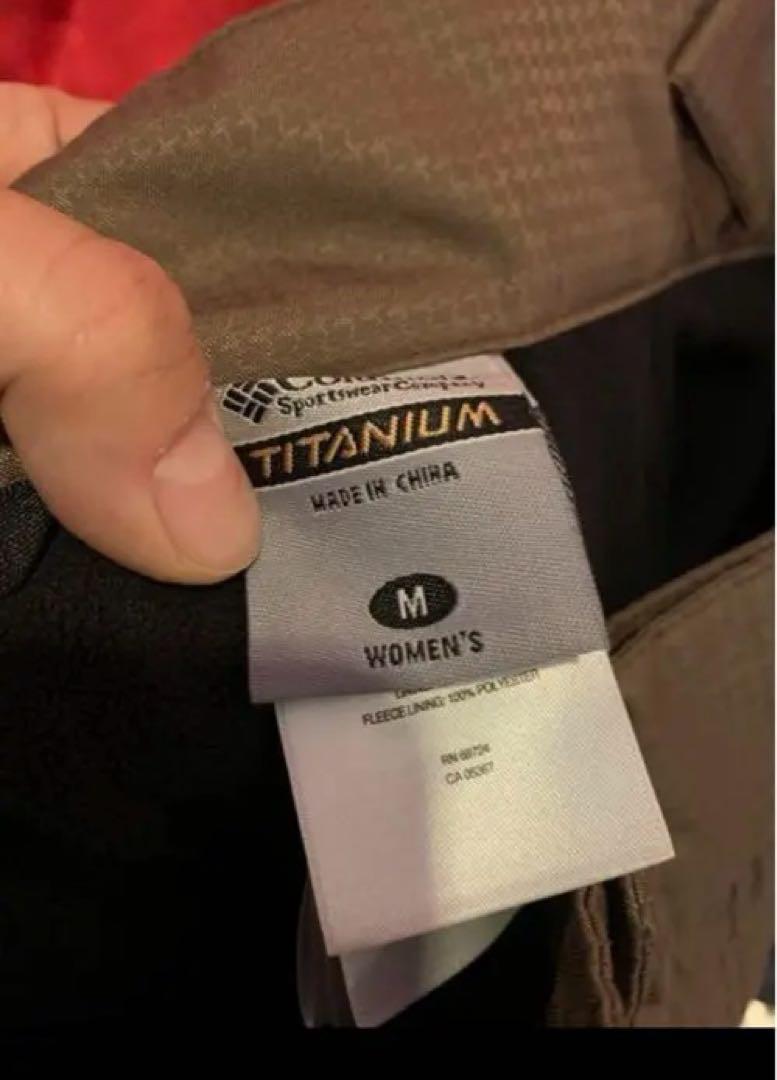 Sportswear Company
TITANIUM
MADE IN CHINA
M
WOMEN'S
FLEECE LINING: 100% POLYESTER
RN 69724
CA 05367